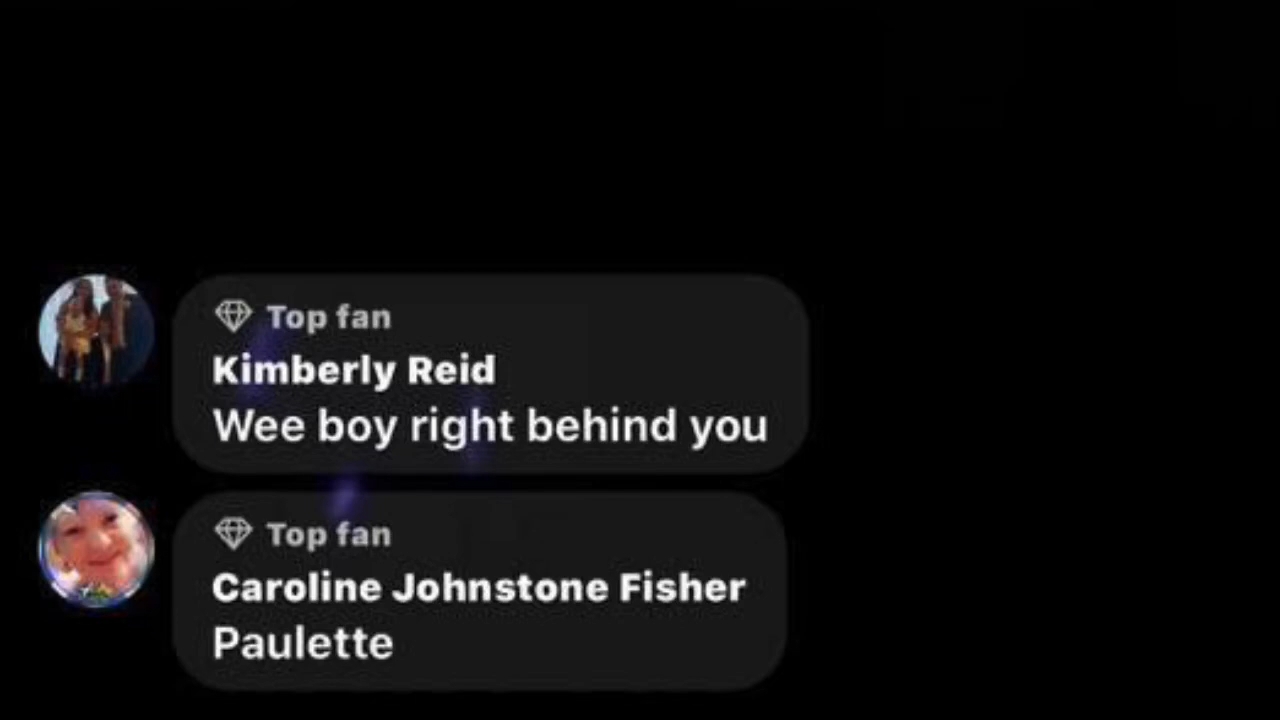 Top fan
Kimberly Reid
Wee boy right behind you
Top fan
Caroline Johnstone Fisher
Paulette